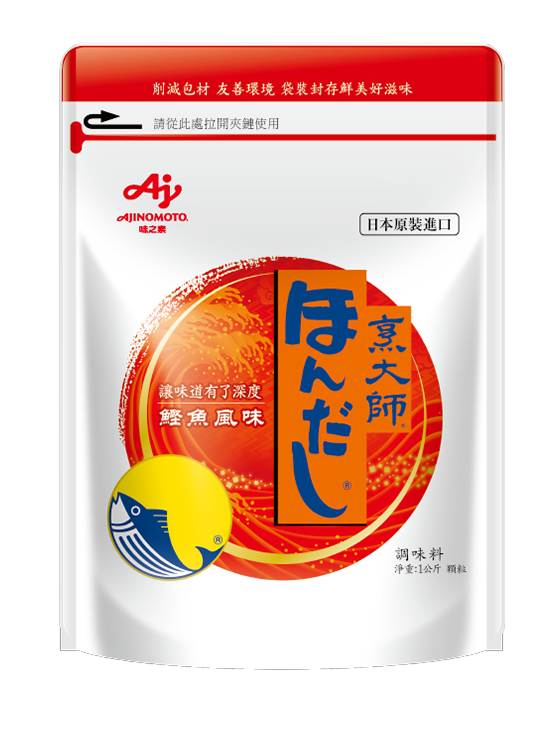 削減包材 友善環境 袋裝封存鮮美好滋味
請從此處拉開夾鏈使用
Aj
AJINOMOTO®
味之素
日本原裝進口
ほんだし®
烹大師®
讓味道有了深度
鰹魚風味
®
調味料
淨重:1公斤 顆粒